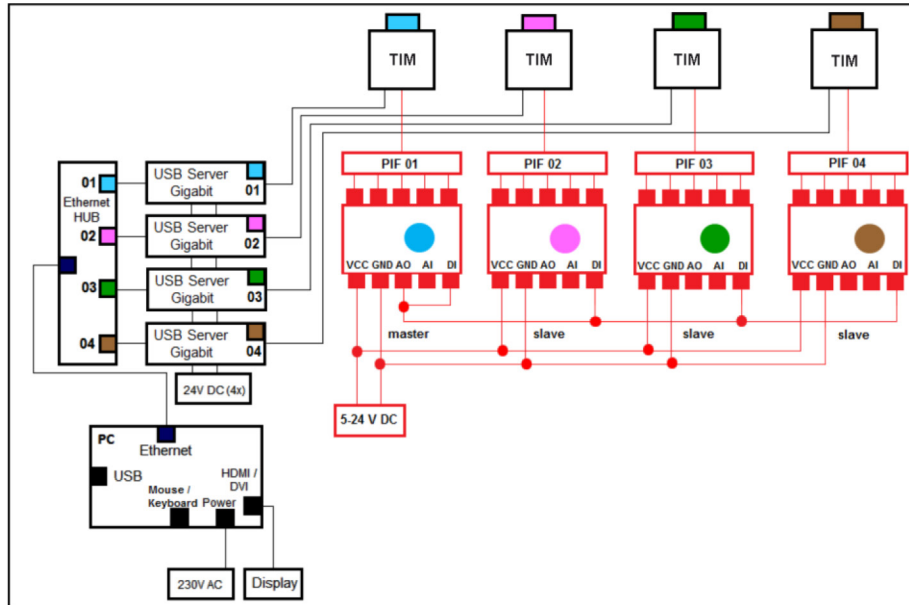 TIM
TIM
TIM
TIM
PIF 01
PIF 02
PIF 03
PIF 04
VCC GND AO AI DI
VCC GND AO AI DI
VCC GND AO AI DI
VCC GND AO AI DI
master
slave
slave
slave
5-24 V DC
01
Ethernet
HUB
02
03
04
USB Server
Gigabit
01
USB Server
Gigabit
02
USB Server
Gigabit
03
USB Server
Gigabit
04
24V DC (4x)
PC
Ethernet
USB
HDMI /
DVI
Mouse /
Keyboard
Power
230V AC
Display